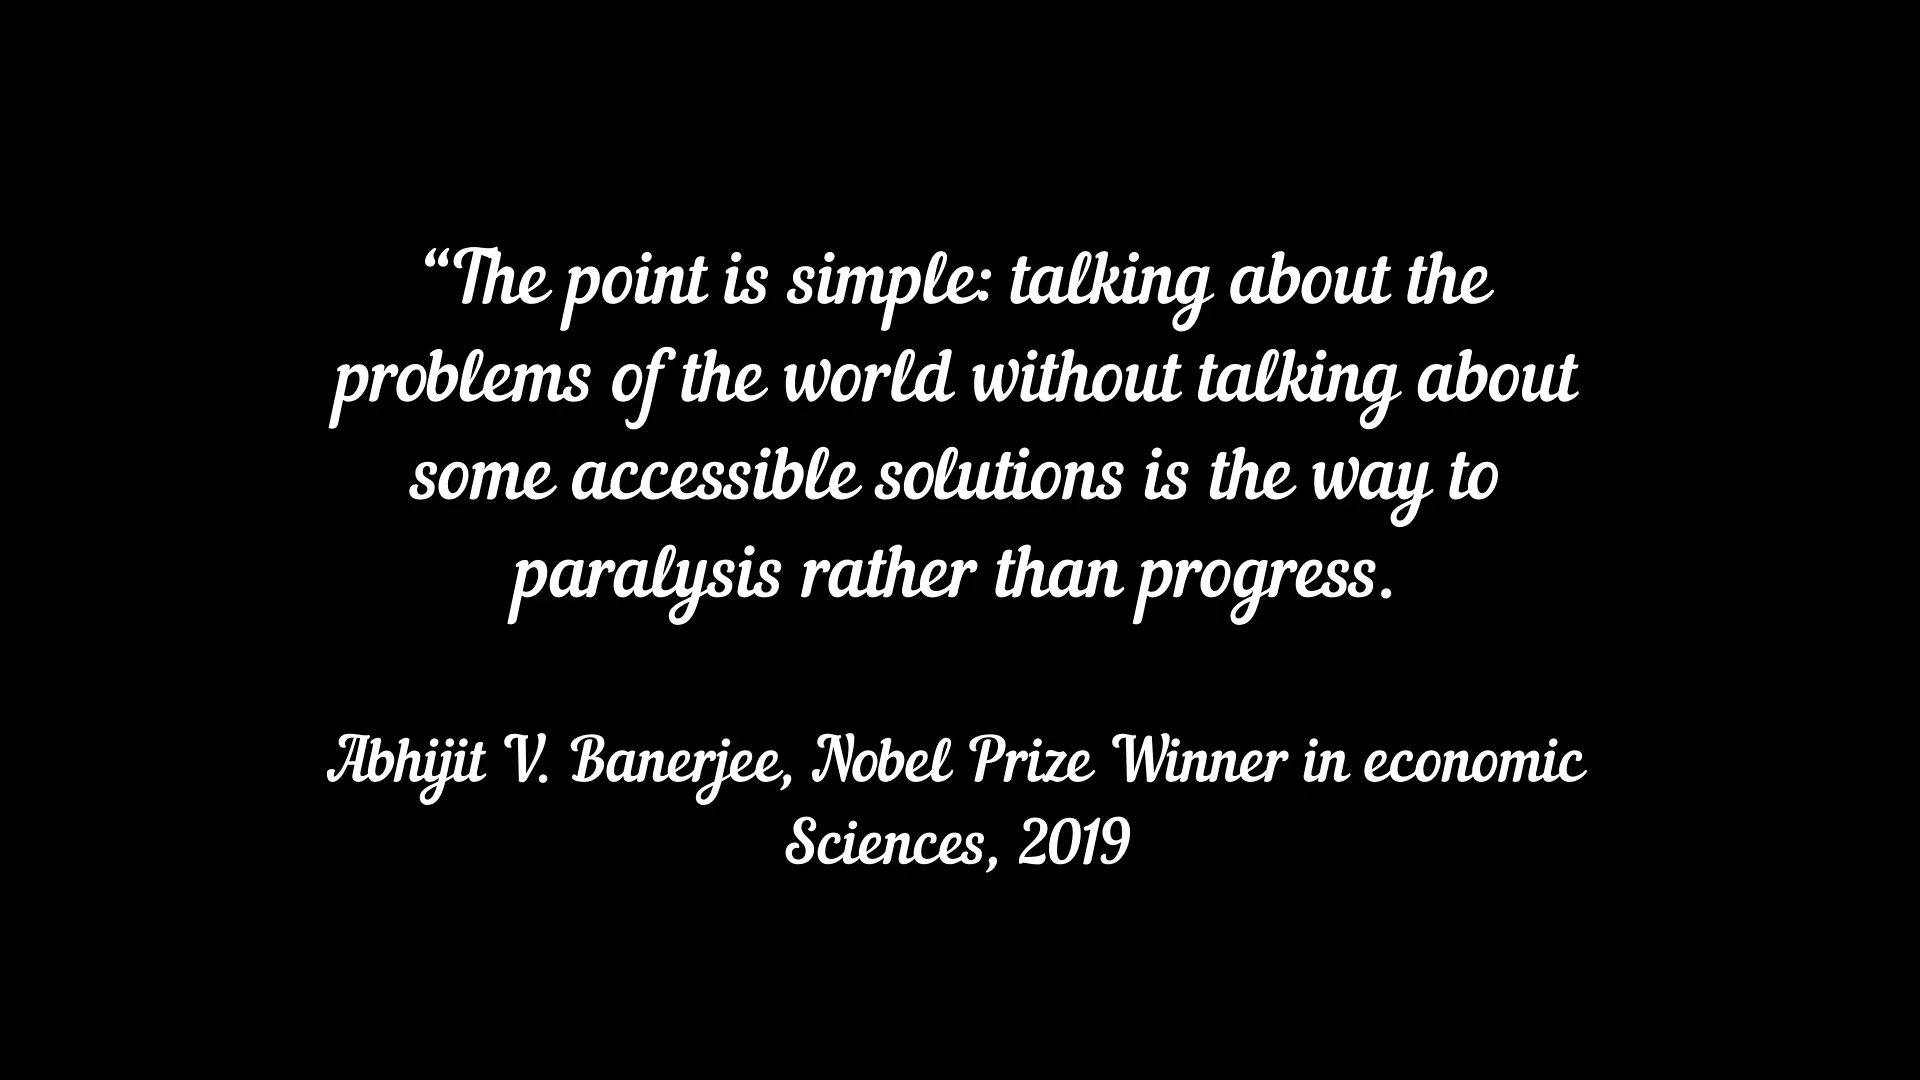 “The point is simple: talking about the
problems of the world without talking about
some accessible solutions is the way to
paralysis rather than progress.
Abhijit V. Banerjee, Nobel Prize Winner in economic
Sciences, 2019